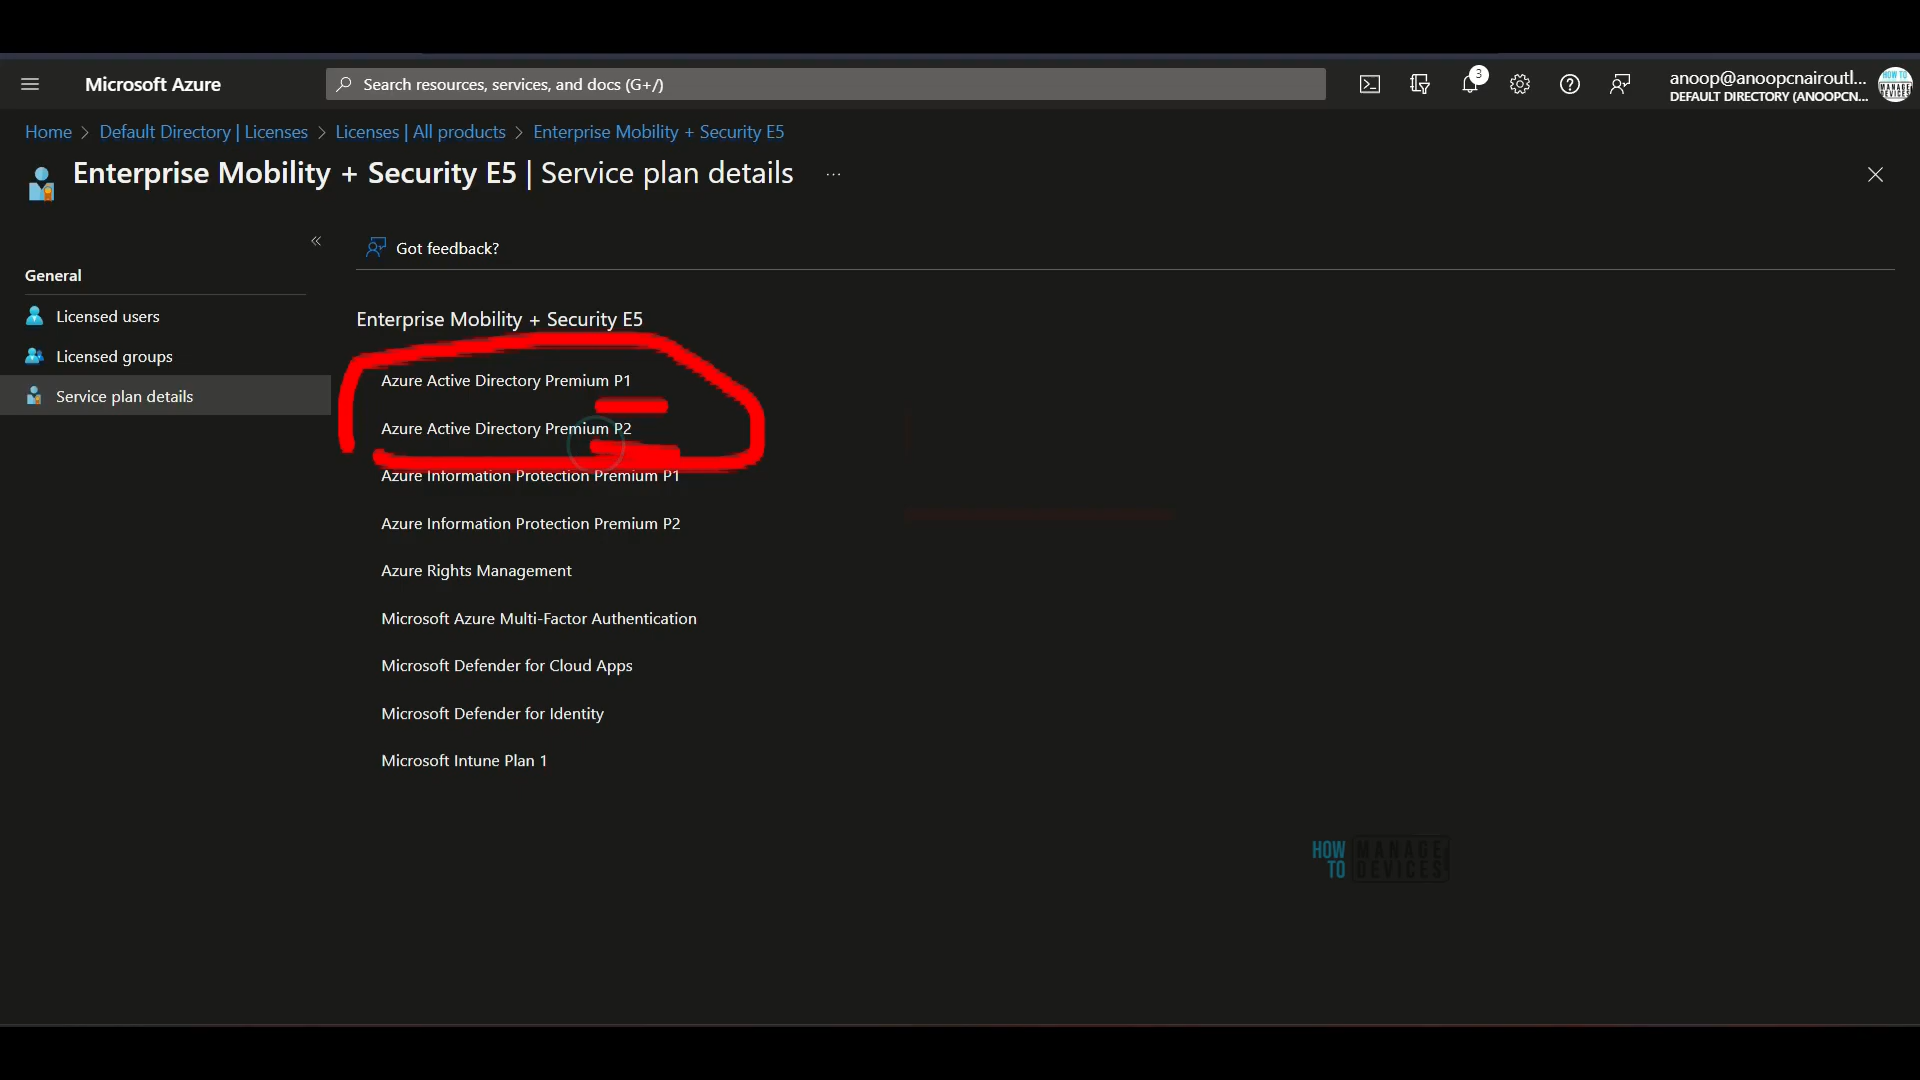 Microsoft Azure
Search resources, services, and docs (G+/)
3
anoop@anoopcnairoutl...
DEFAULT DIRECTORY (ANOOPCN...
HOW TO
MANAGE
DEVICES
Home > Default Directory | Licenses > Licenses | All products > Enterprise Mobility + Security E5
Enterprise Mobility + Security E5 | Service plan details ...
Got feedback?
General
Licensed users
Licensed groups
Service plan details
Enterprise Mobility + Security E5
Azure Active Directory Premium P1
Azure Active Directory Premium P2
Azure Information Protection Premium P1
Azure Information Protection Premium P2
Azure Rights Management
Microsoft Azure Multi-Factor Authentication
Microsoft Defender for Cloud Apps
Microsoft Defender for Identity
Microsoft Intune Plan 1
HOW MANAGE
TO DEVICES